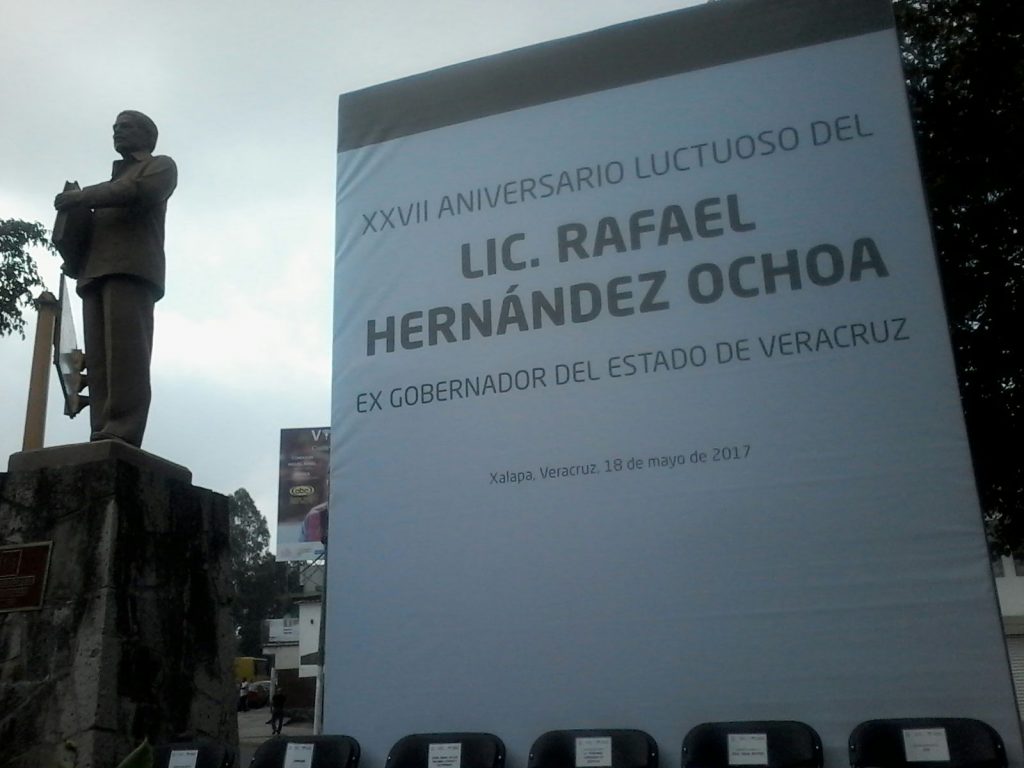 XXVII ANIVERSARIO LUCTUOSO DEL
LIC. RAFAEL
HERNÁNDEZ OCHOA
EX GOBERNADOR DEL ESTADO DE VERACRUZ
Xalapa, Veracruz, 18 de mayo de 2017